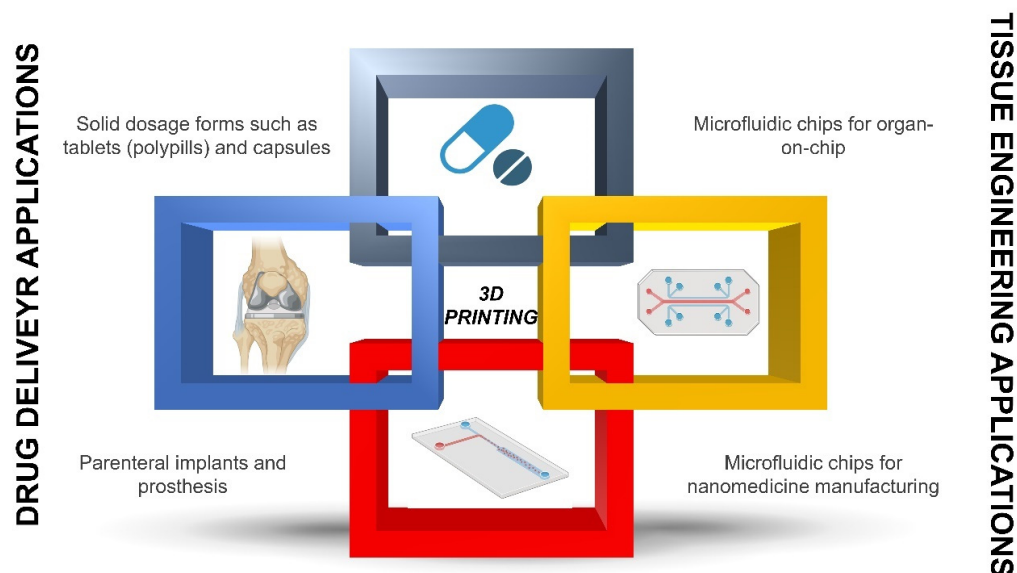 DRUG DELIVEYR APPLICATIONS
Solid dosage forms such as
tablets (polypills) and capsules
Microfluidic chips for organ-
on-chip
3D
PRINTING
Parenteral implants and
prosthesis
Microfluidic chips for
nanomedicine manufacturing
TISSUE ENGINEERING APPLICATIONS